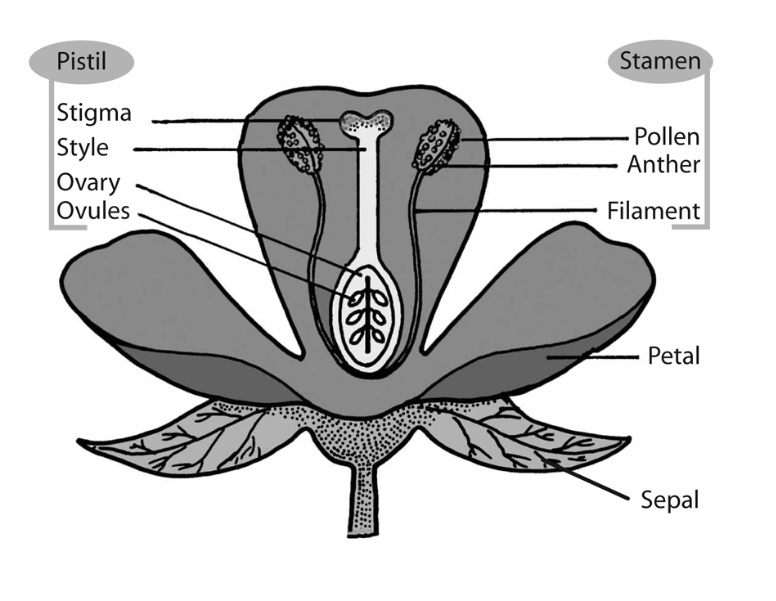 Pistil
Stigma
Style
Ovary
Ovules
Stamen
Pollen
Anther
Filament
Petal
Sepal